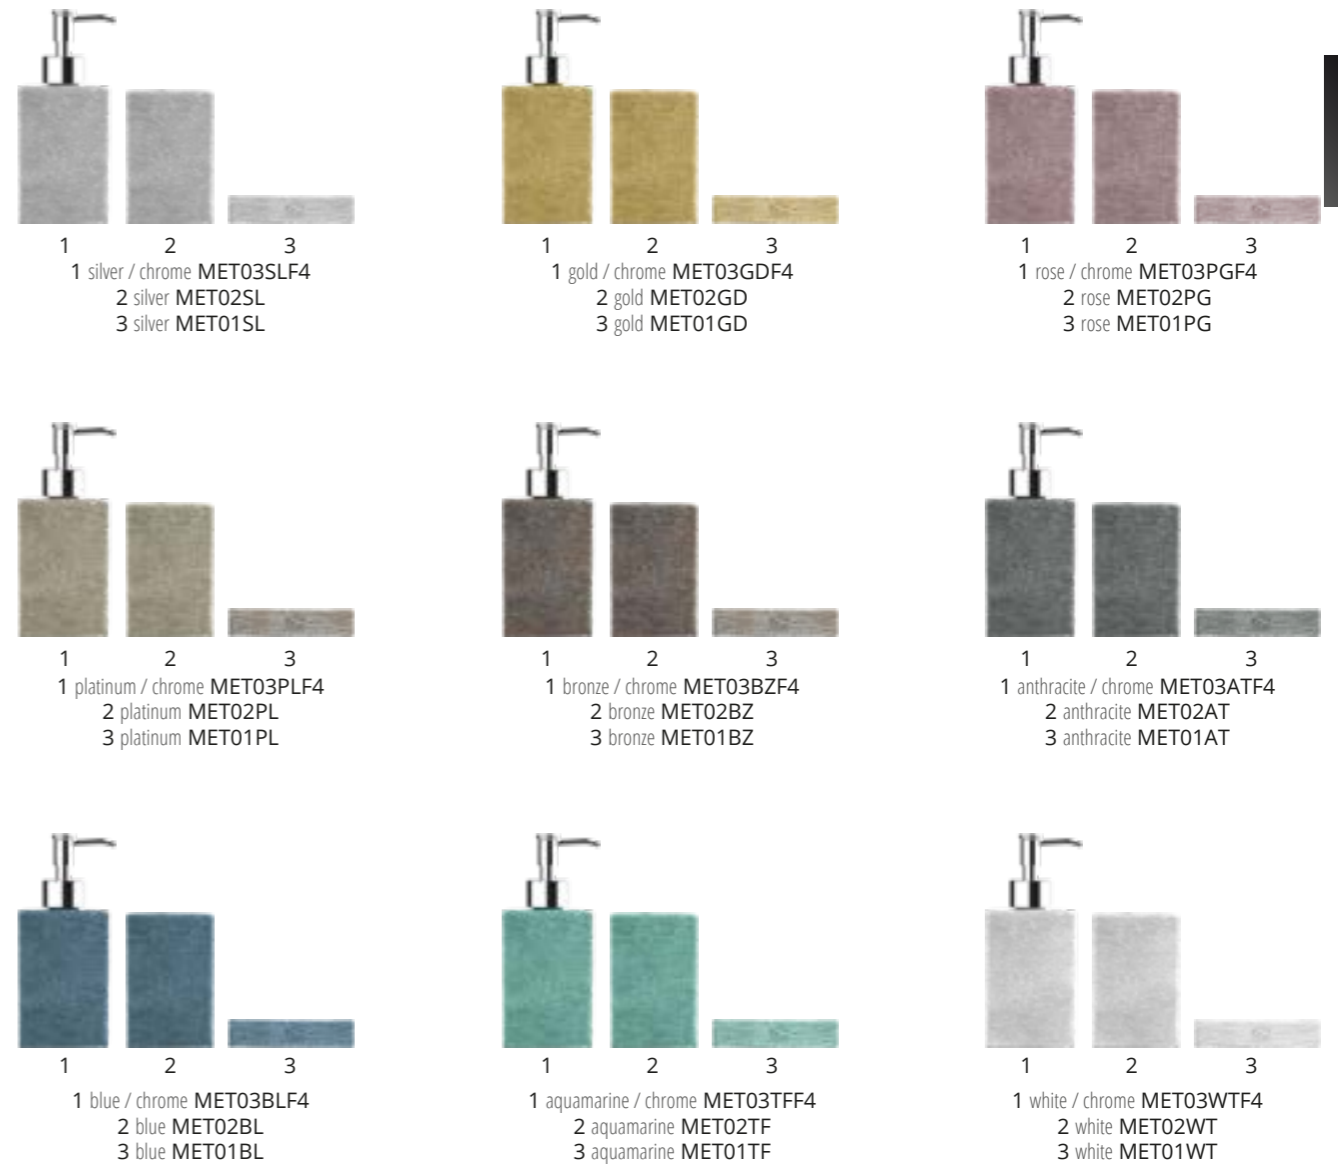 1 2 3
1 silver / chrome MET03SLF4
2 silver MET02SL
3 silver MET01SL
1 2 3
1 gold / chrome MET03GDF4
2 gold MET02GD
3 gold MET01GD
1 2 3
1 rose / chrome MET03PGF4
2 rose MET02PG
3 rose MET01PG
1 2 3
1 platinum / chrome MET03PLF4
2 platinum MET02PL
3 platinum MET01PL
1 2 3
1 bronze / chrome MET03BZF4
2 bronze MET02BZ
3 bronze MET01BZ
1 2 3
1 anthracite / chrome MET03ATF4
2 anthracite MET02AT
3 anthracite MET01AT
1 2 3
1 blue / chrome MET03BLF4
2 blue MET02BL
3 blue MET01BL
1 2 3
1 aquamarine / chrome MET03TFF4
2 aquamarine MET02TF
3 aquamarine MET01TF
1 2 3
1 white / chrome MET03WTF4
2 white MET02WT
3 white MET01WT